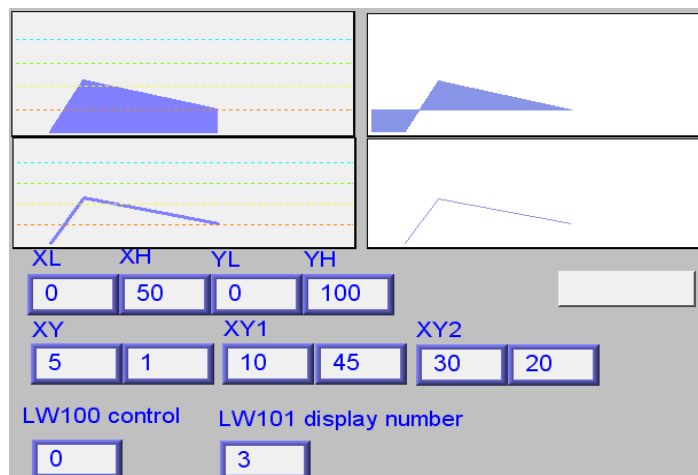 XL XH YL YH
0 50 0 100
XY XY1 XY2
5 1 10 45 30 20
LW100 control LW101 display number
0 3